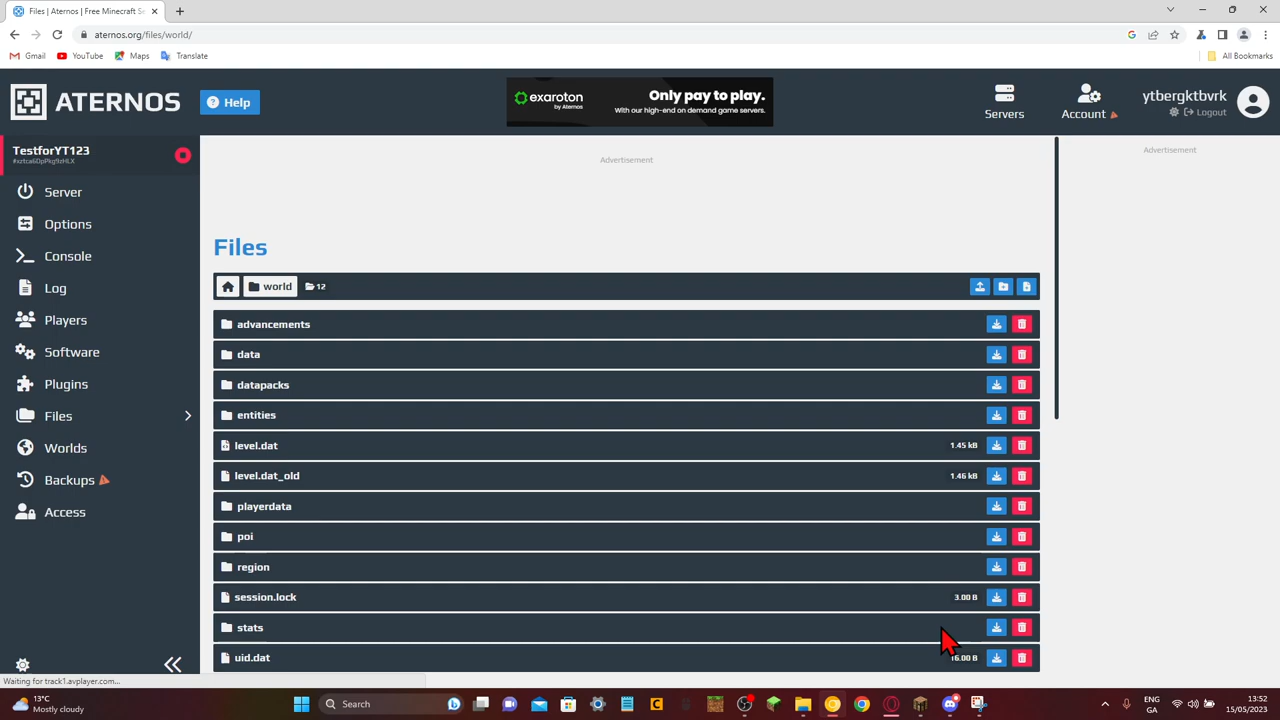 Files | Aternos | Free Minecraft Se
aternos.org/files/world/
Gmail YouTube Maps Translate All Bookmarks
ATERNOS
Help
exaroton
by Aternos
Only pay to play.
With our high-end on demand game servers.
Servers
Account
ytbergktbvrk
Logout
TestforYT123
Server
Options
Console
Log
Players
Software
Plugins
Files
Worlds
Backups
Access
Advertisement
Advertisement
Files
world 12
advancements
data
datapacks
entities
level.dat 1.45 kB
level.dat_old 1.46 kB
playerdata
poi
region
session.lock 3.00 B
stats
uid.dat 16.00 B
Waiting for track1.avplayer.com...
13°C
Mostly cloudy
Search
ENG
GA
13:52
15/05/2023